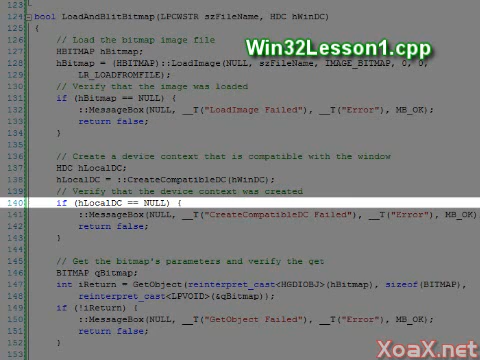 123
124 bool LoadAndBlitBitmap(LPCWSTR szFileName, HDC hWinDC)
125 {
Win32Lesson1.cpp
126 // Load the bitmap image file
127 HBITMAP hBitmap;
128 hBitmap = (HBITMAP)::LoadImage(NULL, szFileName, IMAGE_BITMAP, 0, 0,
129 LR_LOADFROMFILE);
130 // Verify that the image was loaded
131 if (hBitmap == NULL) {
132 ::MessageBox(NULL, __T("LoadImage Failed"), __T("Error"), MB_OK);
133 return false;
134 }
135
136 // Create a device context that is compatible with the window
137 HDC hLocalDC;
138 hLocalDC = ::CreateCompatibleDC(hWinDC);
139 // Verify that the device context was created
140 if (hLocalDC == NULL) {
141 ::MessageBox(NULL, __T("CreateCompatibleDC Failed"), __T("Error"), MB_OK);
142 return false;
143 }
144
145 // Get the bitmap's parameters and verify the get
146 BITMAP qBitmap;
147 int iReturn = GetObject(reinterpret_cast<HGDIOBJ>(hBitmap), sizeof(BITMAP),
148 reinterpret_cast<LPVOID>(&qBitmap));
149 if (!iReturn) {
150 ::MessageBox(NULL, __T("GetObject Failed"), __T("Error"), MB_OK);
151 return false;
152 }
153
XoaX.net